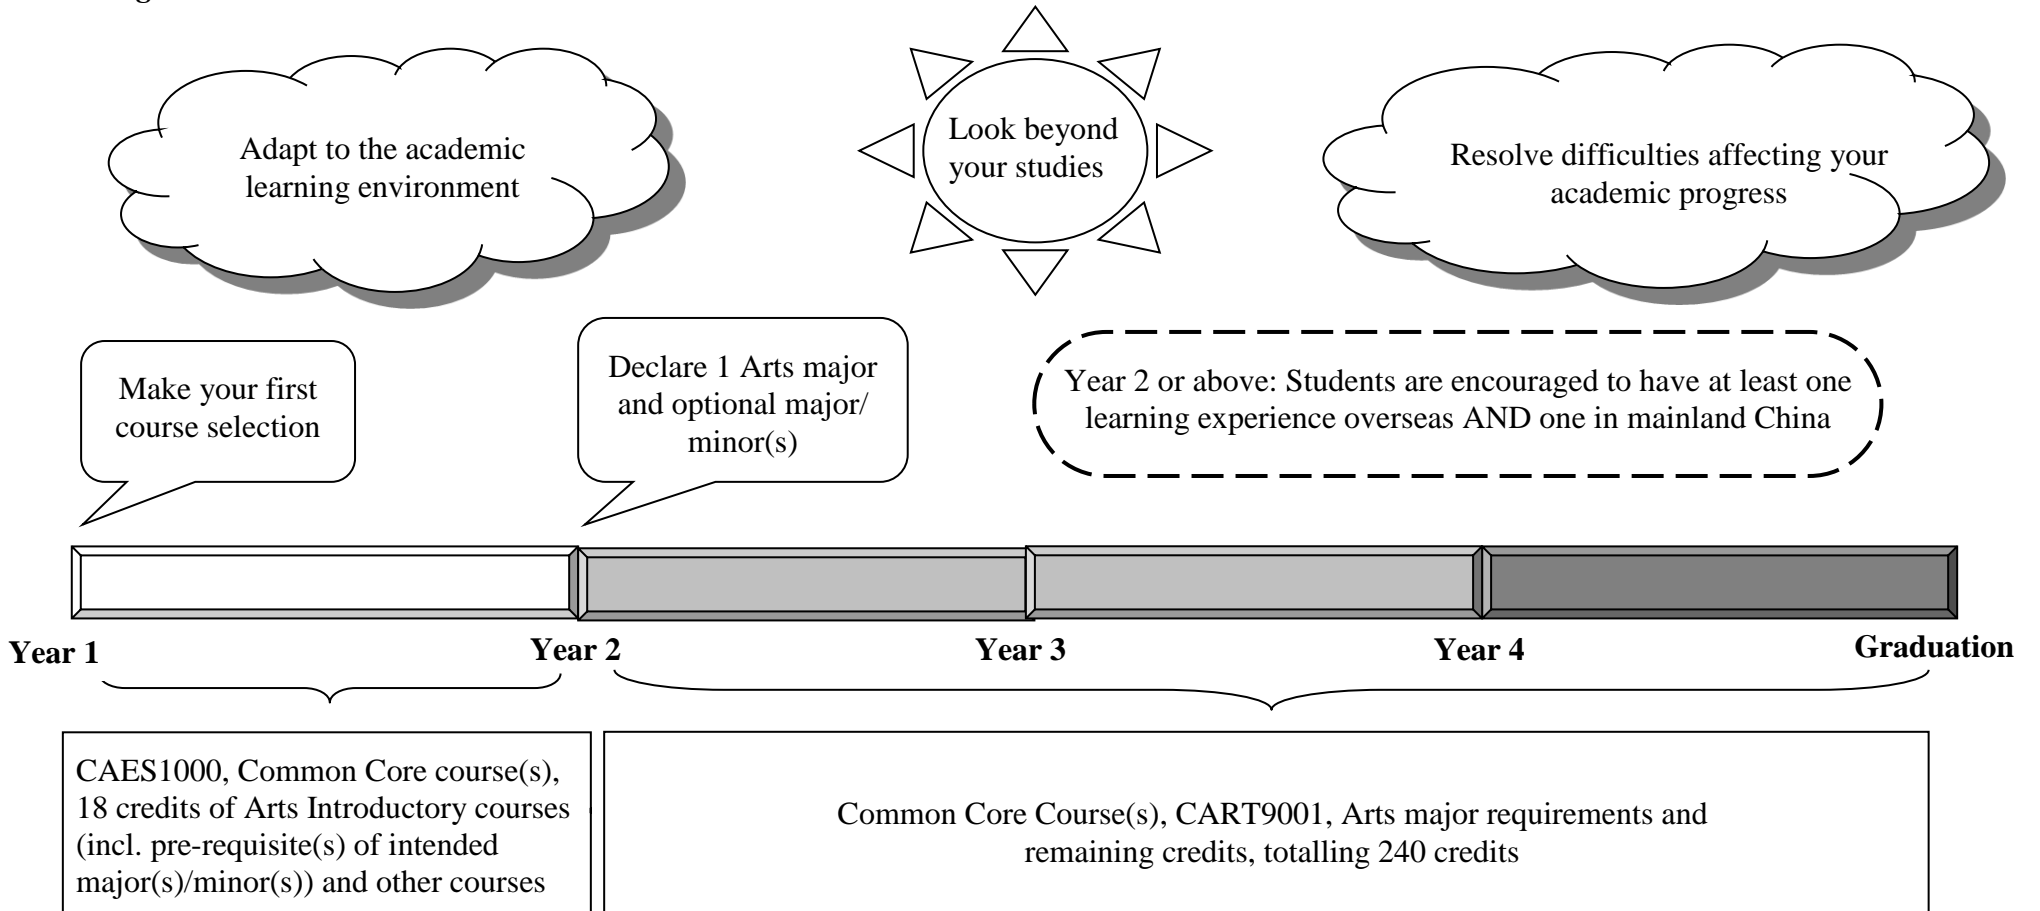 Adapt to the academic
learning environment
Look beyond
your studies
Resolve difficulties affecting your
academic progress
Make your first
course selection
Declare 1 Arts major
and optional major/
minor(s)
Year 2 or above: Students are encouraged to have at least one
learning experience overseas AND one in mainland China
Year 1
Year 2
Year 3
Year 4
Graduation
CAES1000, Common Core course(s),
18 credits of Arts Introductory courses
(incl. pre-requisite(s) of intended
major(s)/minor(s)) and other courses
Common Core Course(s), CART9001, Arts major requirements and
remaining credits, totalling 240 credits